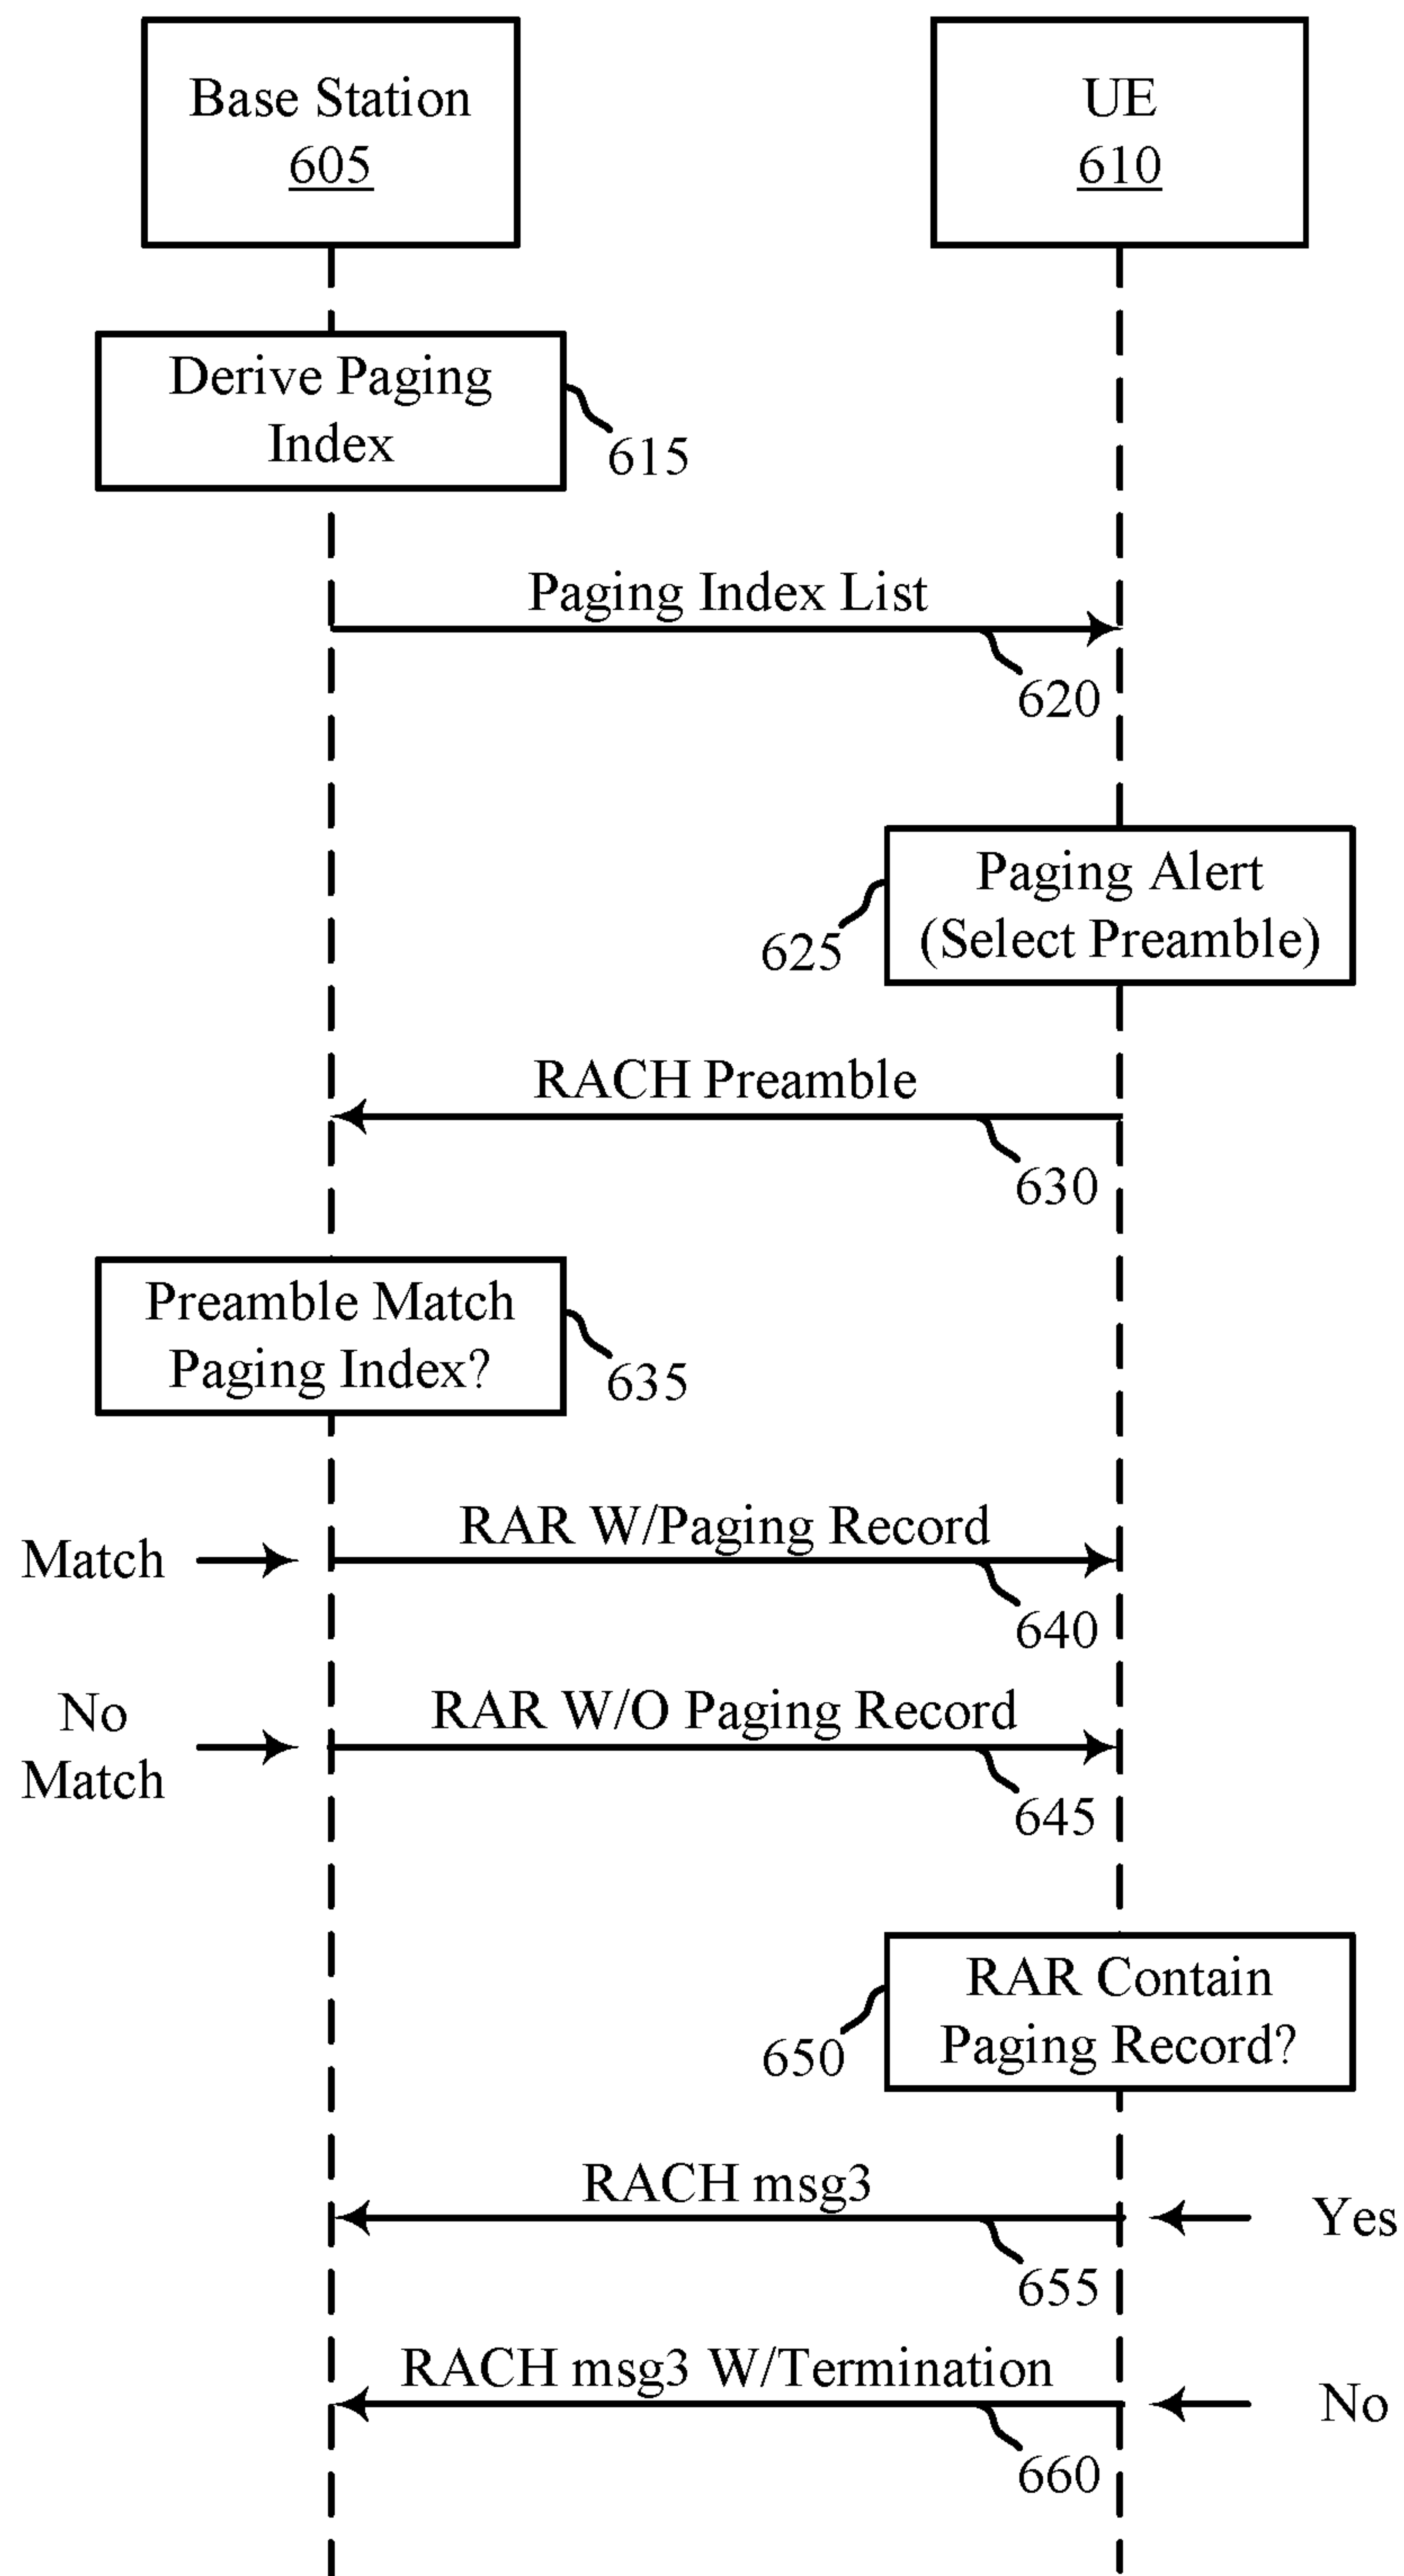 Base Station
605
UE
610
Derive Paging
Index
615
Paging Index List
620
Paging Alert
(Select Preamble)
625
RACH Preamble
630
Preamble Match
Paging Index?
635
Match
RAR W/Paging Record
640
No
Match
RAR W/O Paging Record
645
RAR Contain
Paging Record?
650
RACH msg3
Yes
655
RACH msg3 W/Termination
No
660